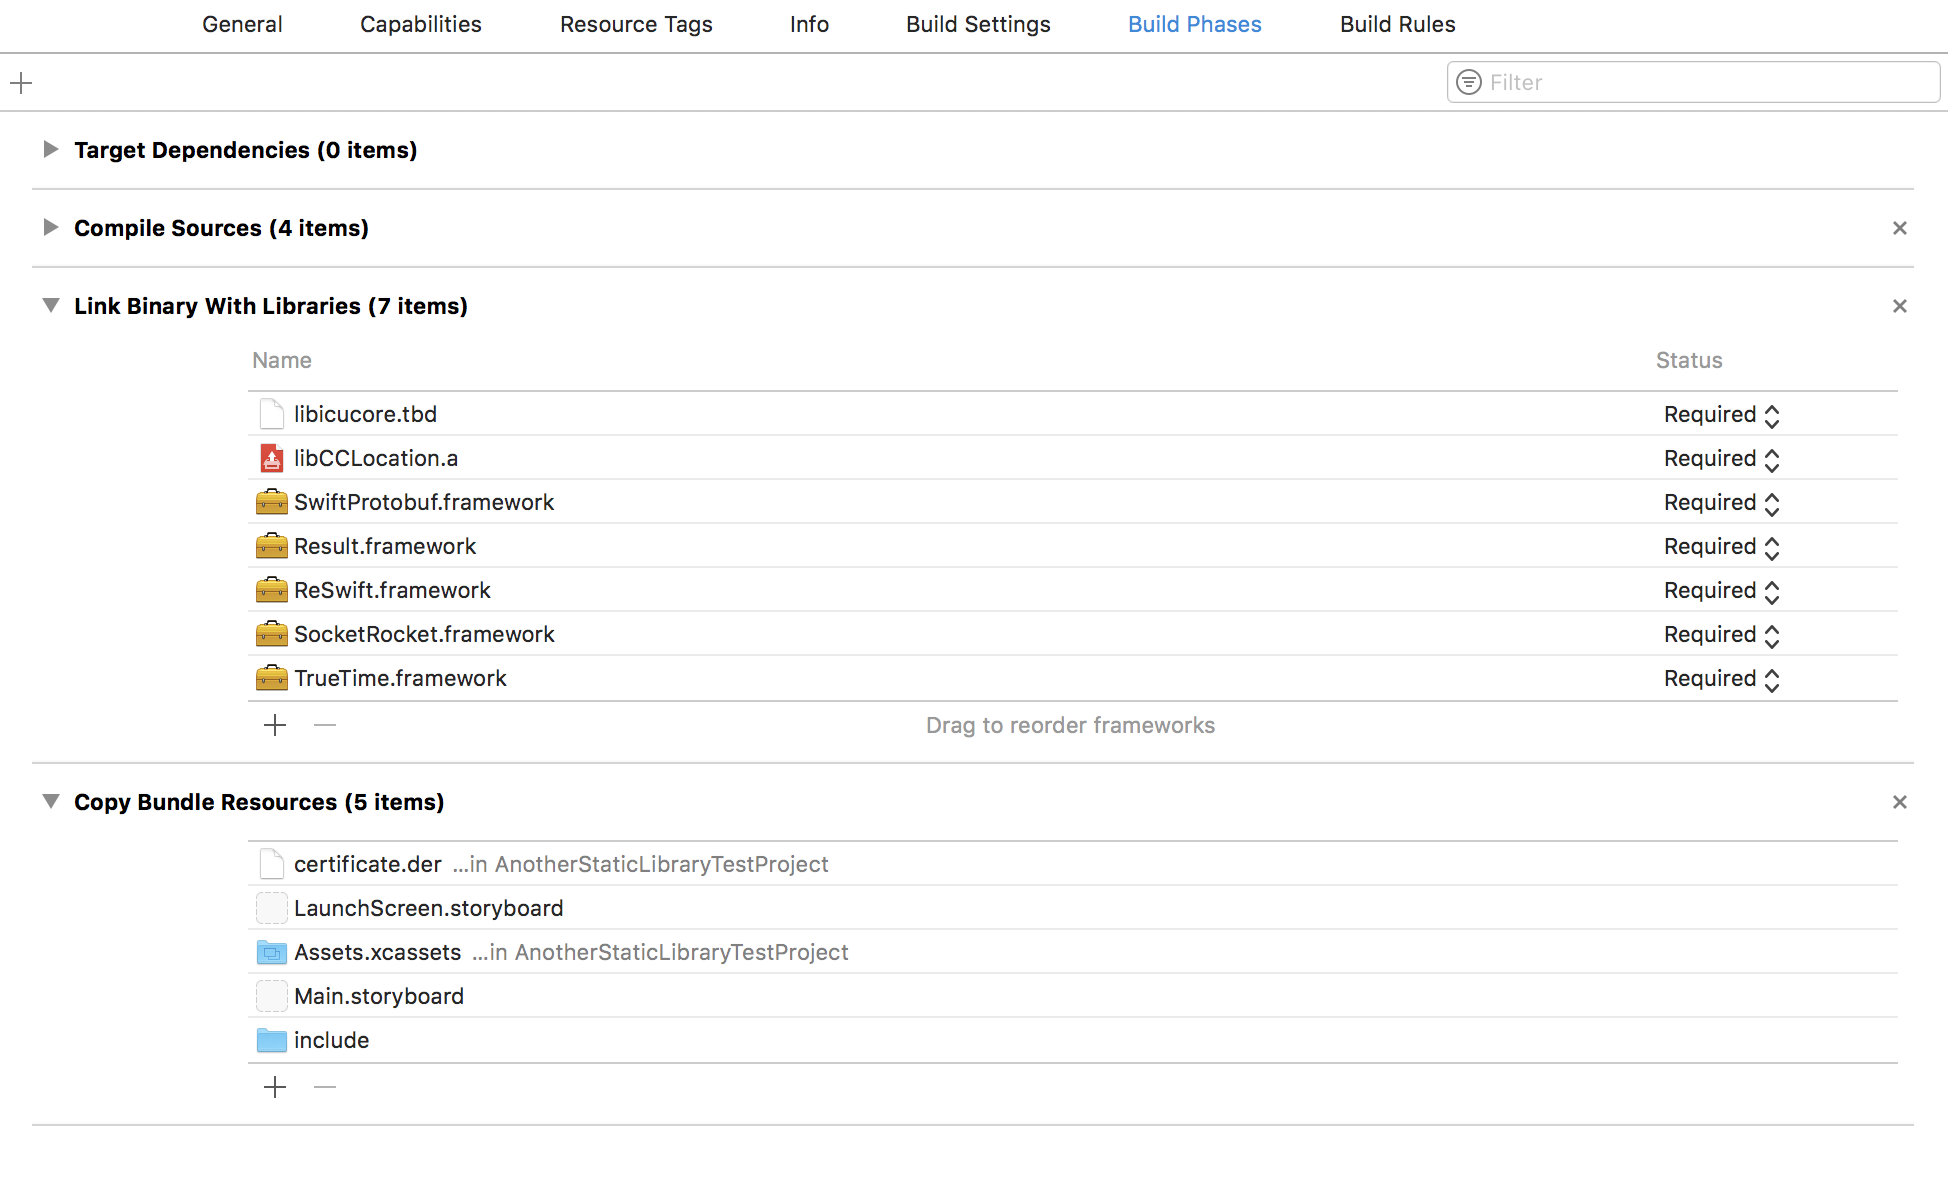 General Capabilities Resource Tags Info Build Settings Build Phases Build Rules
Filter
Target Dependencies (0 items)
Compile Sources (4 items)
Link Binary With Libraries (7 items)
Name Status
libicucore.tbd Required
libCCLocation.a Required
SwiftProtobuf.framework Required
Result.framework Required
ReSwift.framework Required
SocketRocket.framework Required
TrueTime.framework Required
Drag to reorder frameworks
Copy Bundle Resources (5 items)
certificate.der ...in AnotherStaticLibraryTestProject
LaunchScreen.storyboard
Assets.xcassets ...in AnotherStaticLibraryTestProject
Main.storyboard
include